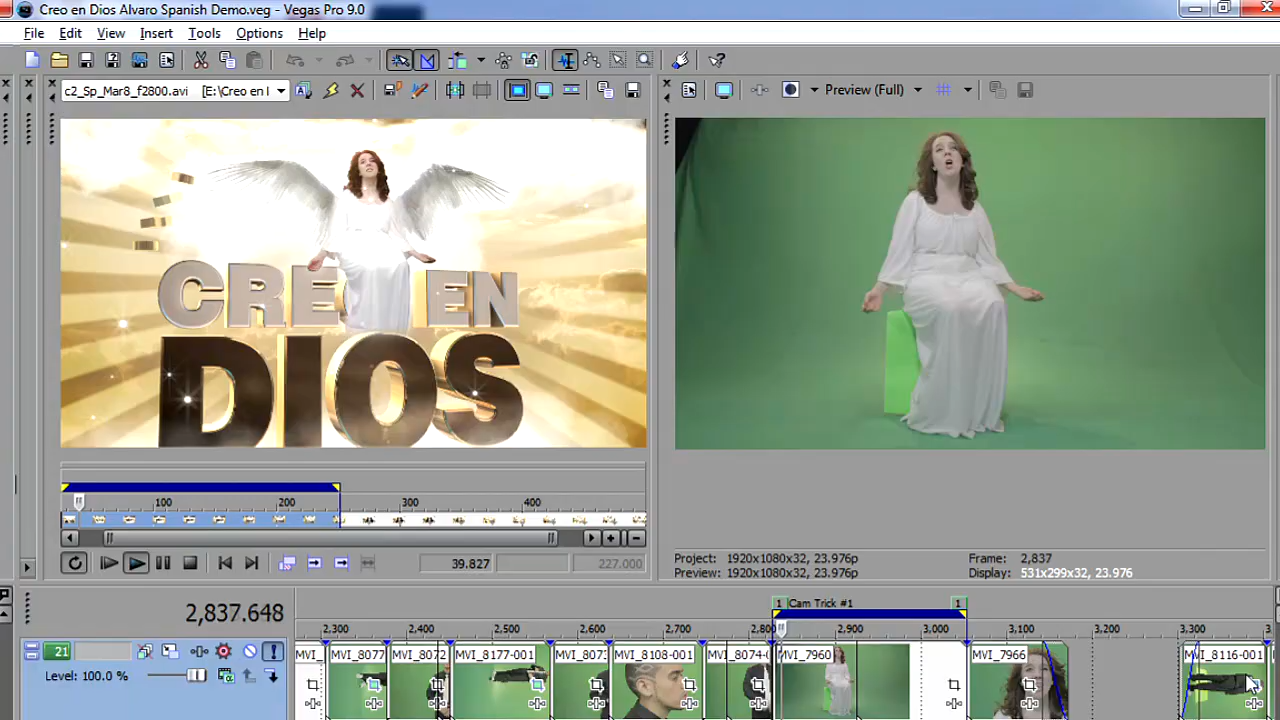 Creo en Dios Alvaro Spanish Demo.veg - Vegas Pro 9.0
File Edit View Insert Tools Options Help
c2_Sp_Mar8_f2800.avi [E:\Creo en I
Preview (Full)
CREO EN
DIOS
100 200 300 400
39.827 227.000
Project: 1920x1080x32, 23.976p
Preview: 1920x1080x32, 23.976p
Frame: 2,837
Display: 531x299x32, 23.976
2,837.648
1 Cam Trick #1 1
2,300 2,400 2,500 2,600 2,700 2,800 2,900 3,000 3,100 3,200 3,300
21
Level: 100.0 %
MVI_ MVI_8077 MVI_8072 MVI_8177-001 MVI_807 MVI_8108-001 MVI_8074-0 MVI_7960 MVI_7966 MVI_8116-001